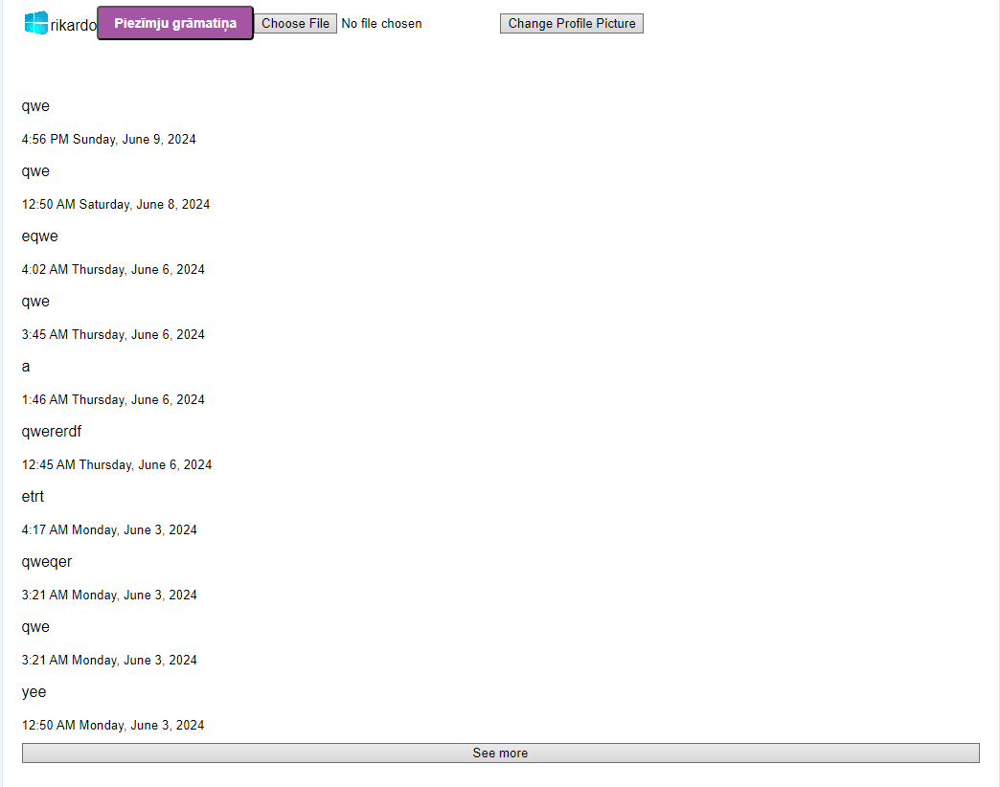 rikardo Piezīmju grāmatiņa Choose File No file chosen Change Profile Picture
qwe
4:56 PM Sunday, June 9, 2024
qwe
12:50 AM Saturday, June 8, 2024
eqwe
4:02 AM Thursday, June 6, 2024
qwe
3:45 AM Thursday, June 6, 2024
a
1:46 AM Thursday, June 6, 2024
qwererdf
12:45 AM Thursday, June 6, 2024
etrt
4:17 AM Monday, June 3, 2024
qweqer
3:21 AM Monday, June 3, 2024
qwe
3:21 AM Monday, June 3, 2024
yee
12:50 AM Monday, June 3, 2024
See more